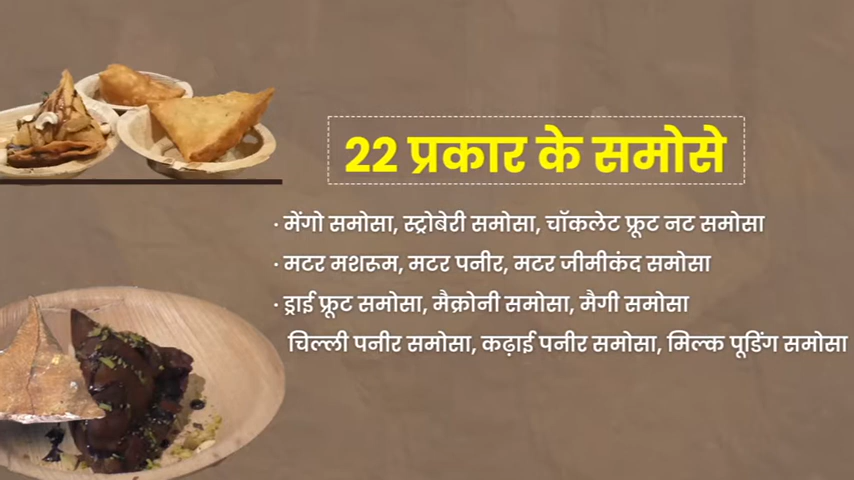 22 प्रकार के समोसे
· मेंगो समोसा, स्ट्रोबेरी समोसा, चॉकलेट फ्रूट नट समोसा
· मटर मशरूम, मटर पनीर, मटर जीमीकंद समोसा
· ड्राई फ्रूट समोसा, मैक्रोनी समोसा, मैगी समोसा
चिल्ली पनीर समोसा, कढ़ाई पनीर समोसा, मिल्क पूडिंग समोसा